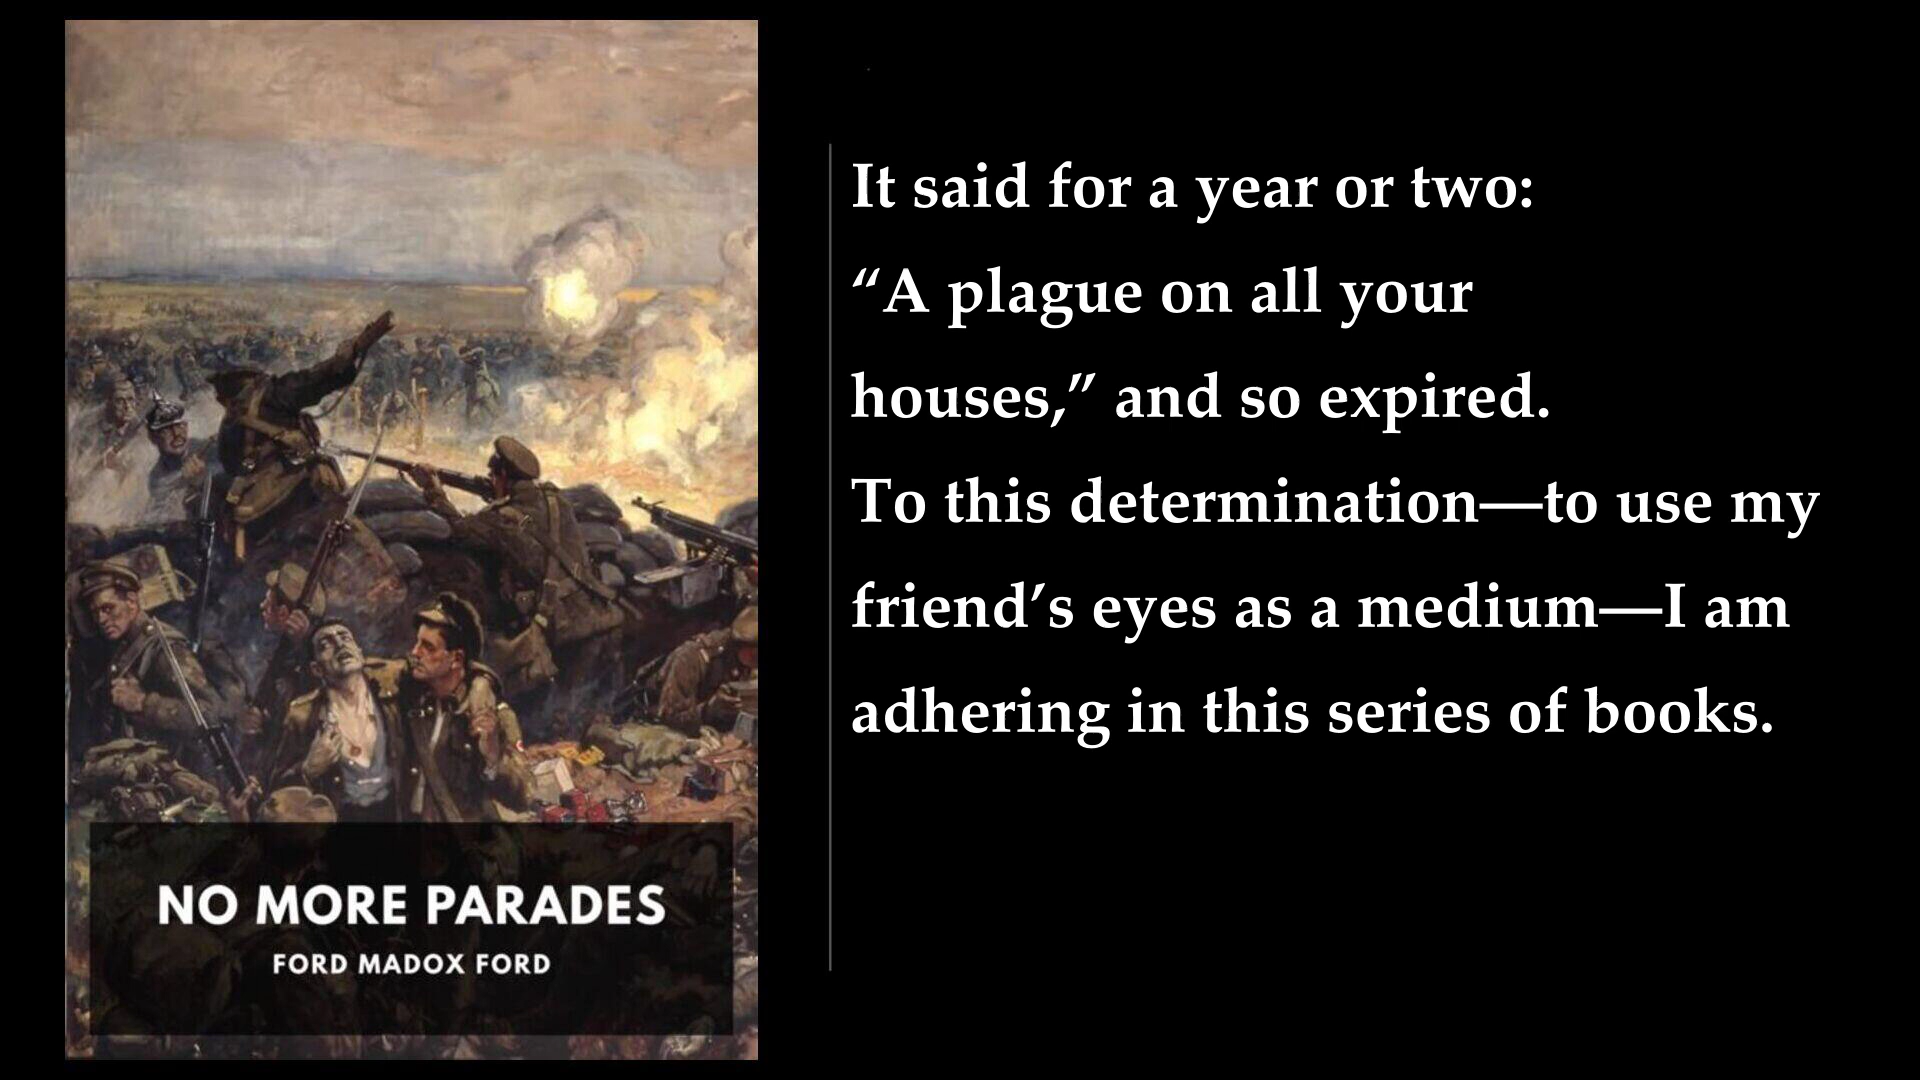 It said for a year or two:
“A plague on all your
houses,” and so expired.
To this determination—to use my
friend’s eyes as a medium—I am
adhering in this series of books.
NO MORE PARADES
FORD MADOX FORD